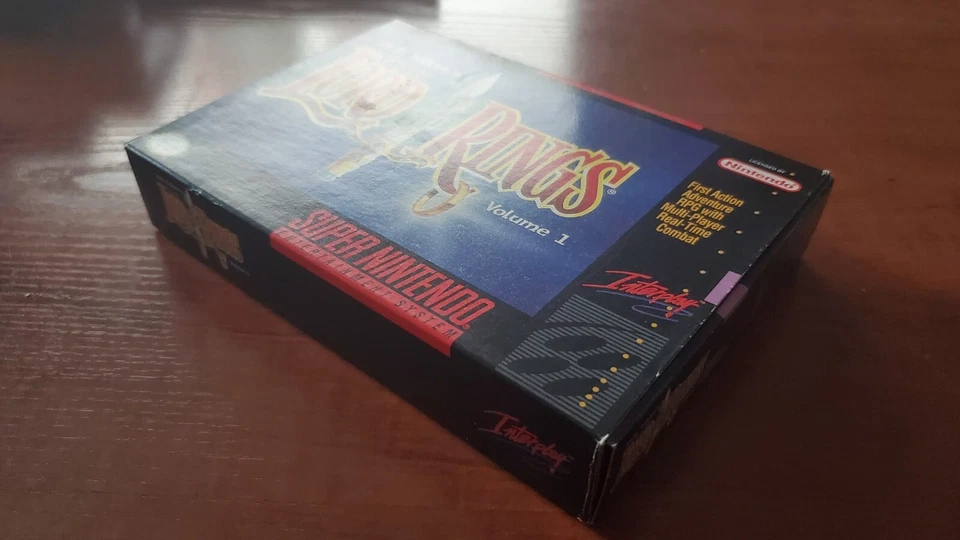 LORD
RINGS®
Volume 1
LICENSED BY
Nintendo
First Action
Adventure
RPG with
Multi-Player
Real-Time
Combat
Interplay
SUPER NINTENDO
ENTERTAINMENT SYSTEM
Interplay